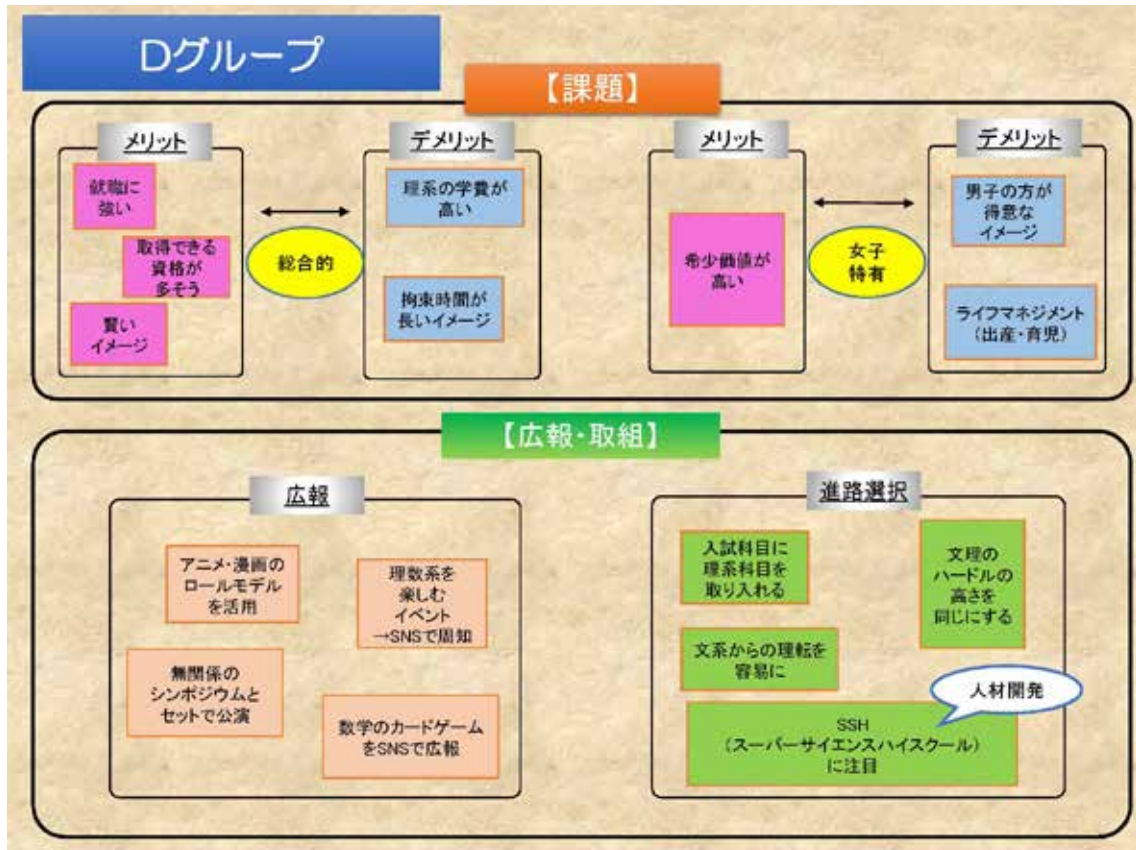 Dグループ
【課題】
メリット
就職に
強い
取得できる
資格が
多そう
賢い
イメージ
総合的
デメリット
理系の学費が
高い
拘束時間が
長いイメージ
メリット
希少価値が
高い
女子
特有
デメリット
男子の方が
得意な
イメージ
ライフマネジメント
(出産・育児)
【広報・取組】
広報
アニメ・漫画の
ロールモデル
を活用
理数系を
楽しむ
イベント
→SNSで周知
無関係の
シンポジウムと
セットで公演
数学のカードゲーム
をSNSで広報
進路選択
入試科目に
理系科目を
取り入れる
文理の
ハードルの
高さを
同じにする
文系からの理転を
容易に
人材開発
SSH
(スーパーサイエンスハイスクール)
に注目